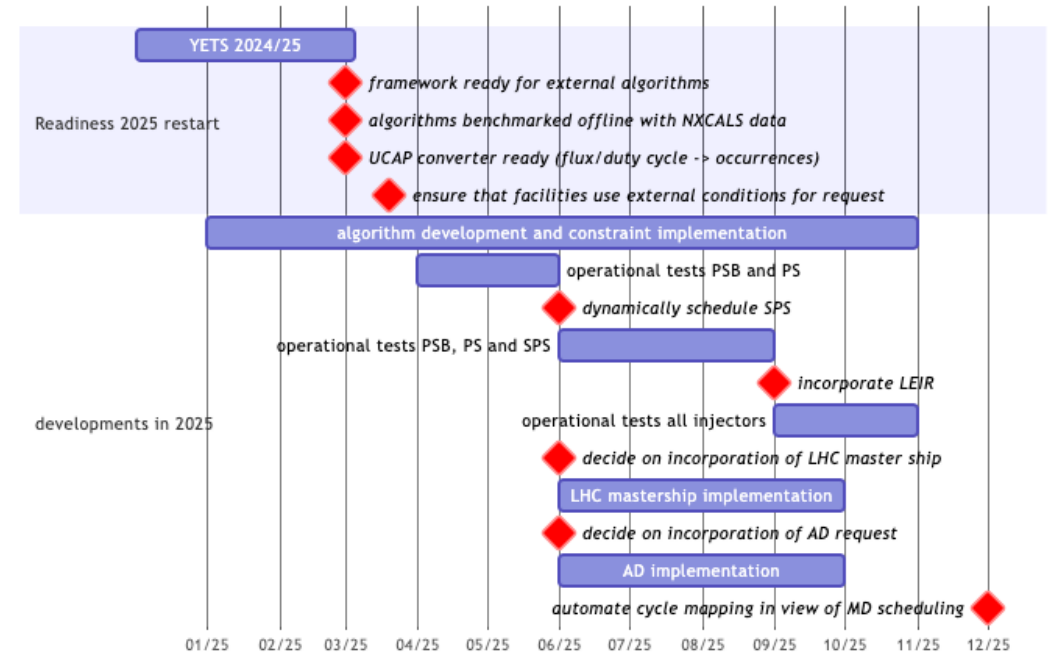 YETS 2024/25
framework ready for external algorithms
algorithms benchmarked offline with NXCALS data
Readiness 2025 restart
UCAP converter ready (flux/duty cycle -> occurrences)
ensure that facilities use external conditions for request
algorithm development and constraint implementation
operational tests PSB and PS
dynamically schedule SPS
operational tests PSB, PS and SPS
incorporate LEIR
developments in 2025
operational tests all injectors
decide on incorporation of LHC master ship
LHC mastership implementation
decide on incorporation of AD request
AD implementation
automate cycle mapping in view of MD scheduling
01/25 02/25 03/25 04/25 05/25 06/25 07/25 08/25 09/25 10/25 11/25 12/25